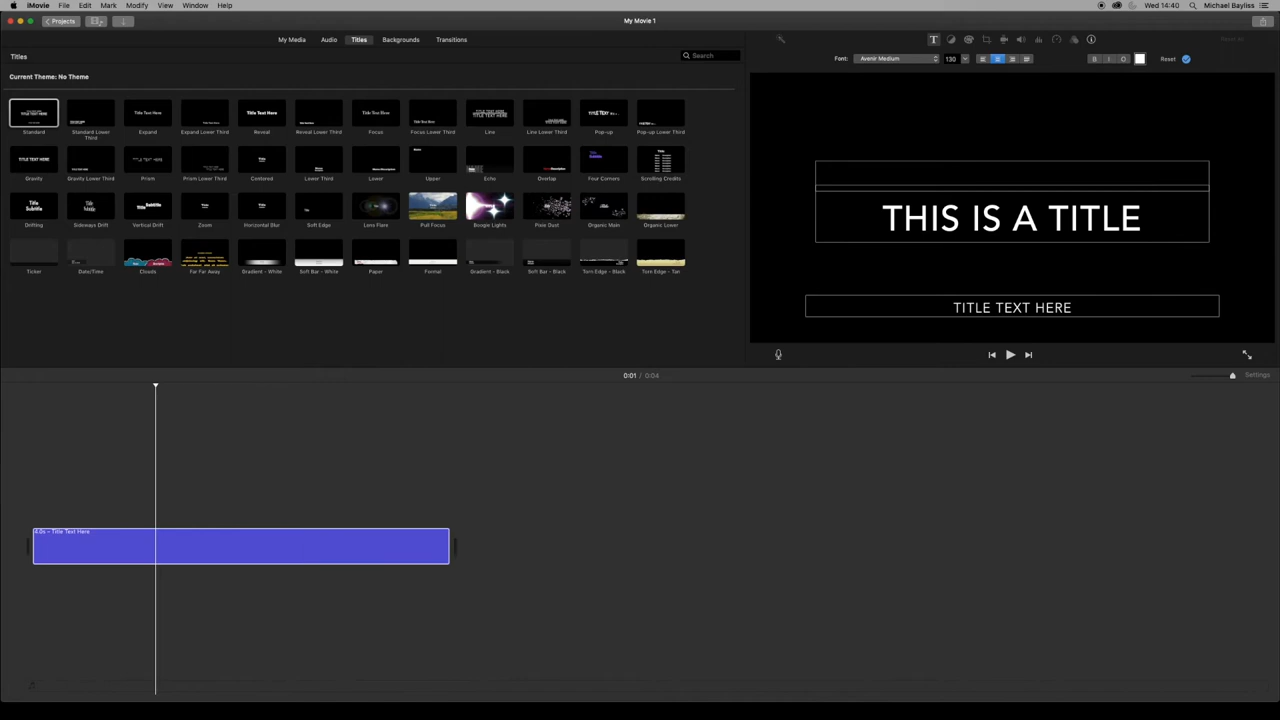 iMovie File Edit Mark Modify View Window Help
Wed 14:40 Michael Bayliss
Projects
My Movie 1
My Media Audio Titles Backgrounds Transitions
Titles
Search
Current Theme: No Theme
Font: Avenir Medium 130 B I O Reset
Standard Standard Lower Third Expand Expand Lower Third Reveal Reveal Lower Third Focus Focus Lower Third Line Line Lower Third Pop-up Pop-up Lower Third
Gravity Gravity Lower Third Prism Prism Lower Third Centered Lower Third Lower Upper Echo Overlap Four Corners Scrolling Credits
Drifting Sideways Drift Vertical Drift Zoom Horizontal Blur Soft Edge Lens Flare Pull Focus Boogie Lights Pixie Dust Organic Main Organic Lower
Ticker Date/Time Clouds Far Far Away Gradient - White Soft Bar - White Paper Formal Gradient - Black Soft Bar - Black Torn Edge - Black Torn Edge - Tan
THIS IS A TITLE
TITLE TEXT HERE
0:01 / 0:04
Settings
4.0s – Title Text Here